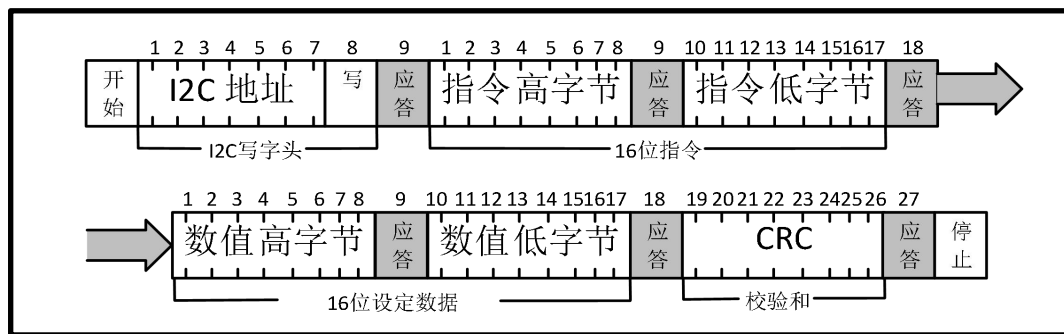 1 2 3 4 5 6 7 8 9 1 2 3 4 5 6 7 8 9 10 11 12 13 14 15 16 17 18
开始 I2C 地址 写 应答 指令高字节 应答 指令低字节 应答
I2C写字头 16位指令
1 2 3 4 5 6 7 8 9 10 11 12 13 14 15 16 17 18 19 20 21 22 23 24 25 26 27
数值高字节 应答 数值低字节 应答 CRC 应答 停止
16位设定数据 校验和